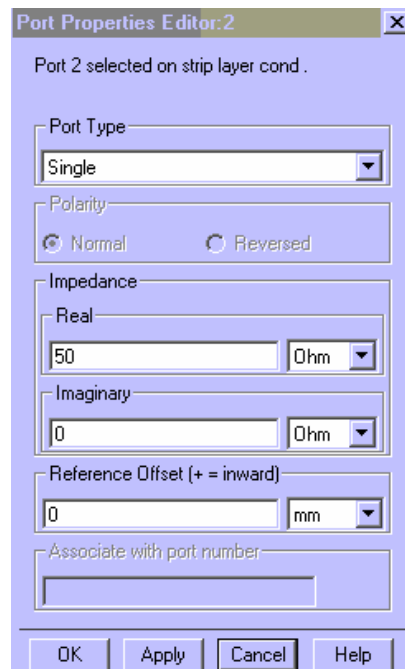 Port Properties Editor:2
Port 2 selected on strip layer cond .
Port Type
Single
Polarity
Normal Reversed
Impedance
Real
50 Ohm
Imaginary
0 Ohm
Reference Offset (+ = inward)
0 mm
Associate with port number
OK Apply Cancel Help